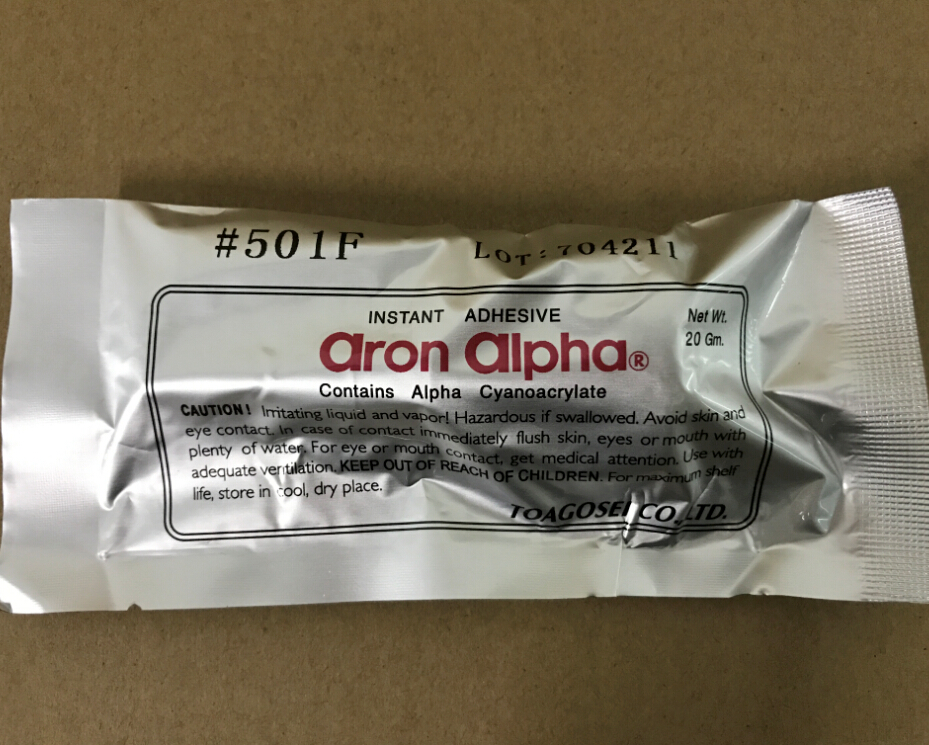 #501F LOT: 704211
INSTANT ADHESIVE
Net Wt.
20 Gm.
aron alpha®
Contains Alpha Cyanoacrylate
CAUTION! Irritating liquid and vapor! Hazardous if swallowed. Avoid skin and
eye contact. In case of contact immediately flush skin, eyes or mouth with
plenty of water. For eye or mouth contact, get medical attention. Use with
adequate ventilation. KEEP OUT OF REACH OF CHILDREN. For maximum shelf
life, store in cool, dry place.
TOAGOSEI CO., LTD.